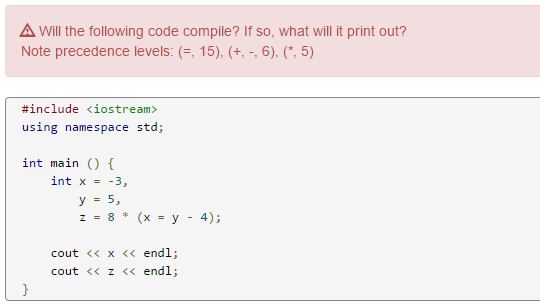 Will the following code compile? If so, what will it print out?
Note precedence levels: (=, 15), (+, -, 6), (*, 5)
#include <iostream>
using namespace std;
int main () {
    int x = -3,
        y = 5,
        z = 8 * (x = y - 4);
    cout << x << endl;
    cout << z << endl;
}